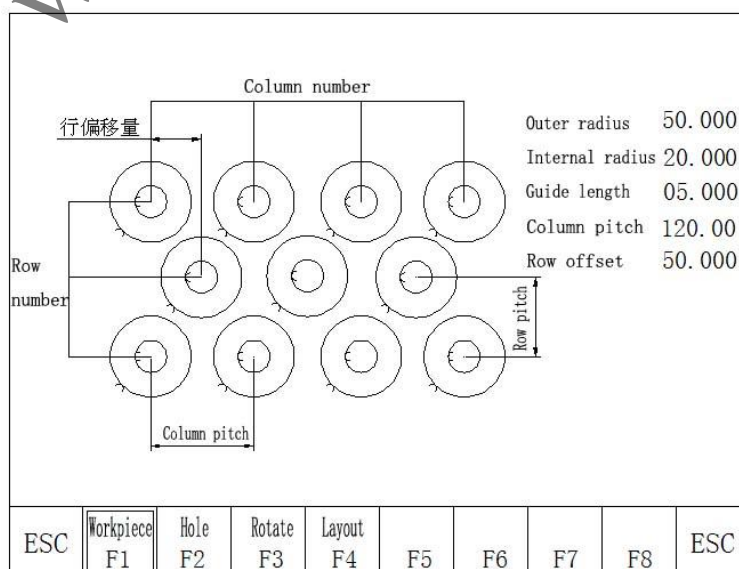 Column number
行偏移量
Outer radius 50.000
Internal radius 20.000
Guide length 05.000
Column pitch 120.00
Row offset 50.000
Row
number
Row pitch
Column pitch
ESC
Workpiece
F1
Hole
F2
Rotate
F3
Layout
F4
F5
F6
F7
F8
ESC